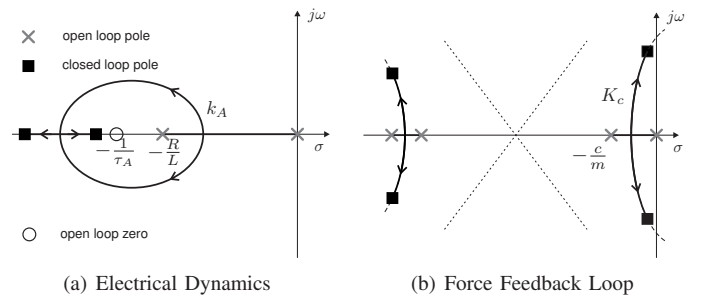 jω
jω
open loop pole
closed loop pole
k_A
K_c
σ
σ
-1/τ_A
-R/L
-c/m
open loop zero
(a) Electrical Dynamics
(b) Force Feedback Loop